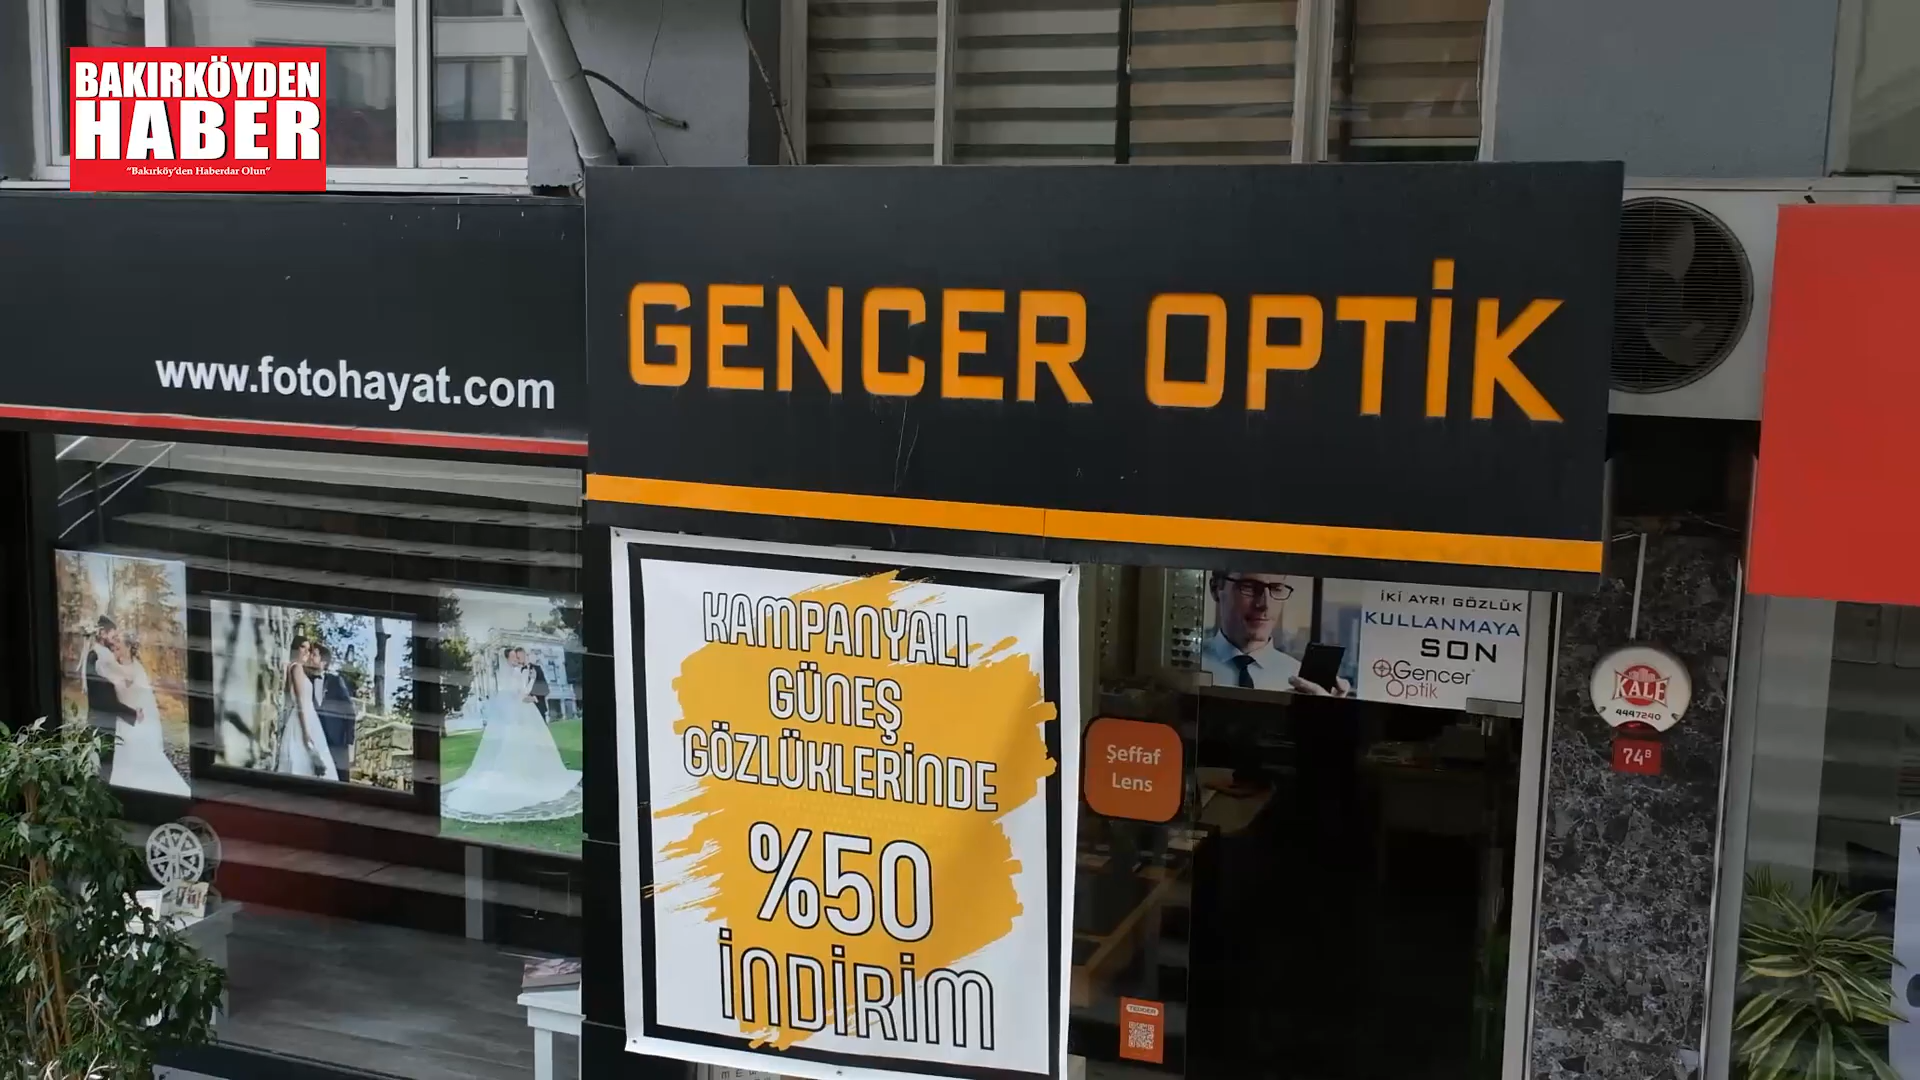 BAKIRKÖYDEN
HABER
"Bakırköy'den Haberdar Olun"
www.fotohayat.com
GENCER OPTİK
KAMPANYALI
GÜNEŞ
GÖZLÜKLERİNDE
%50
İNDİRİM
Şeffaf
Lens
İKİ AYRI GÖZLÜK
KULLANMAYA
SON
Gencer
Optik
KALE
4447240
74B